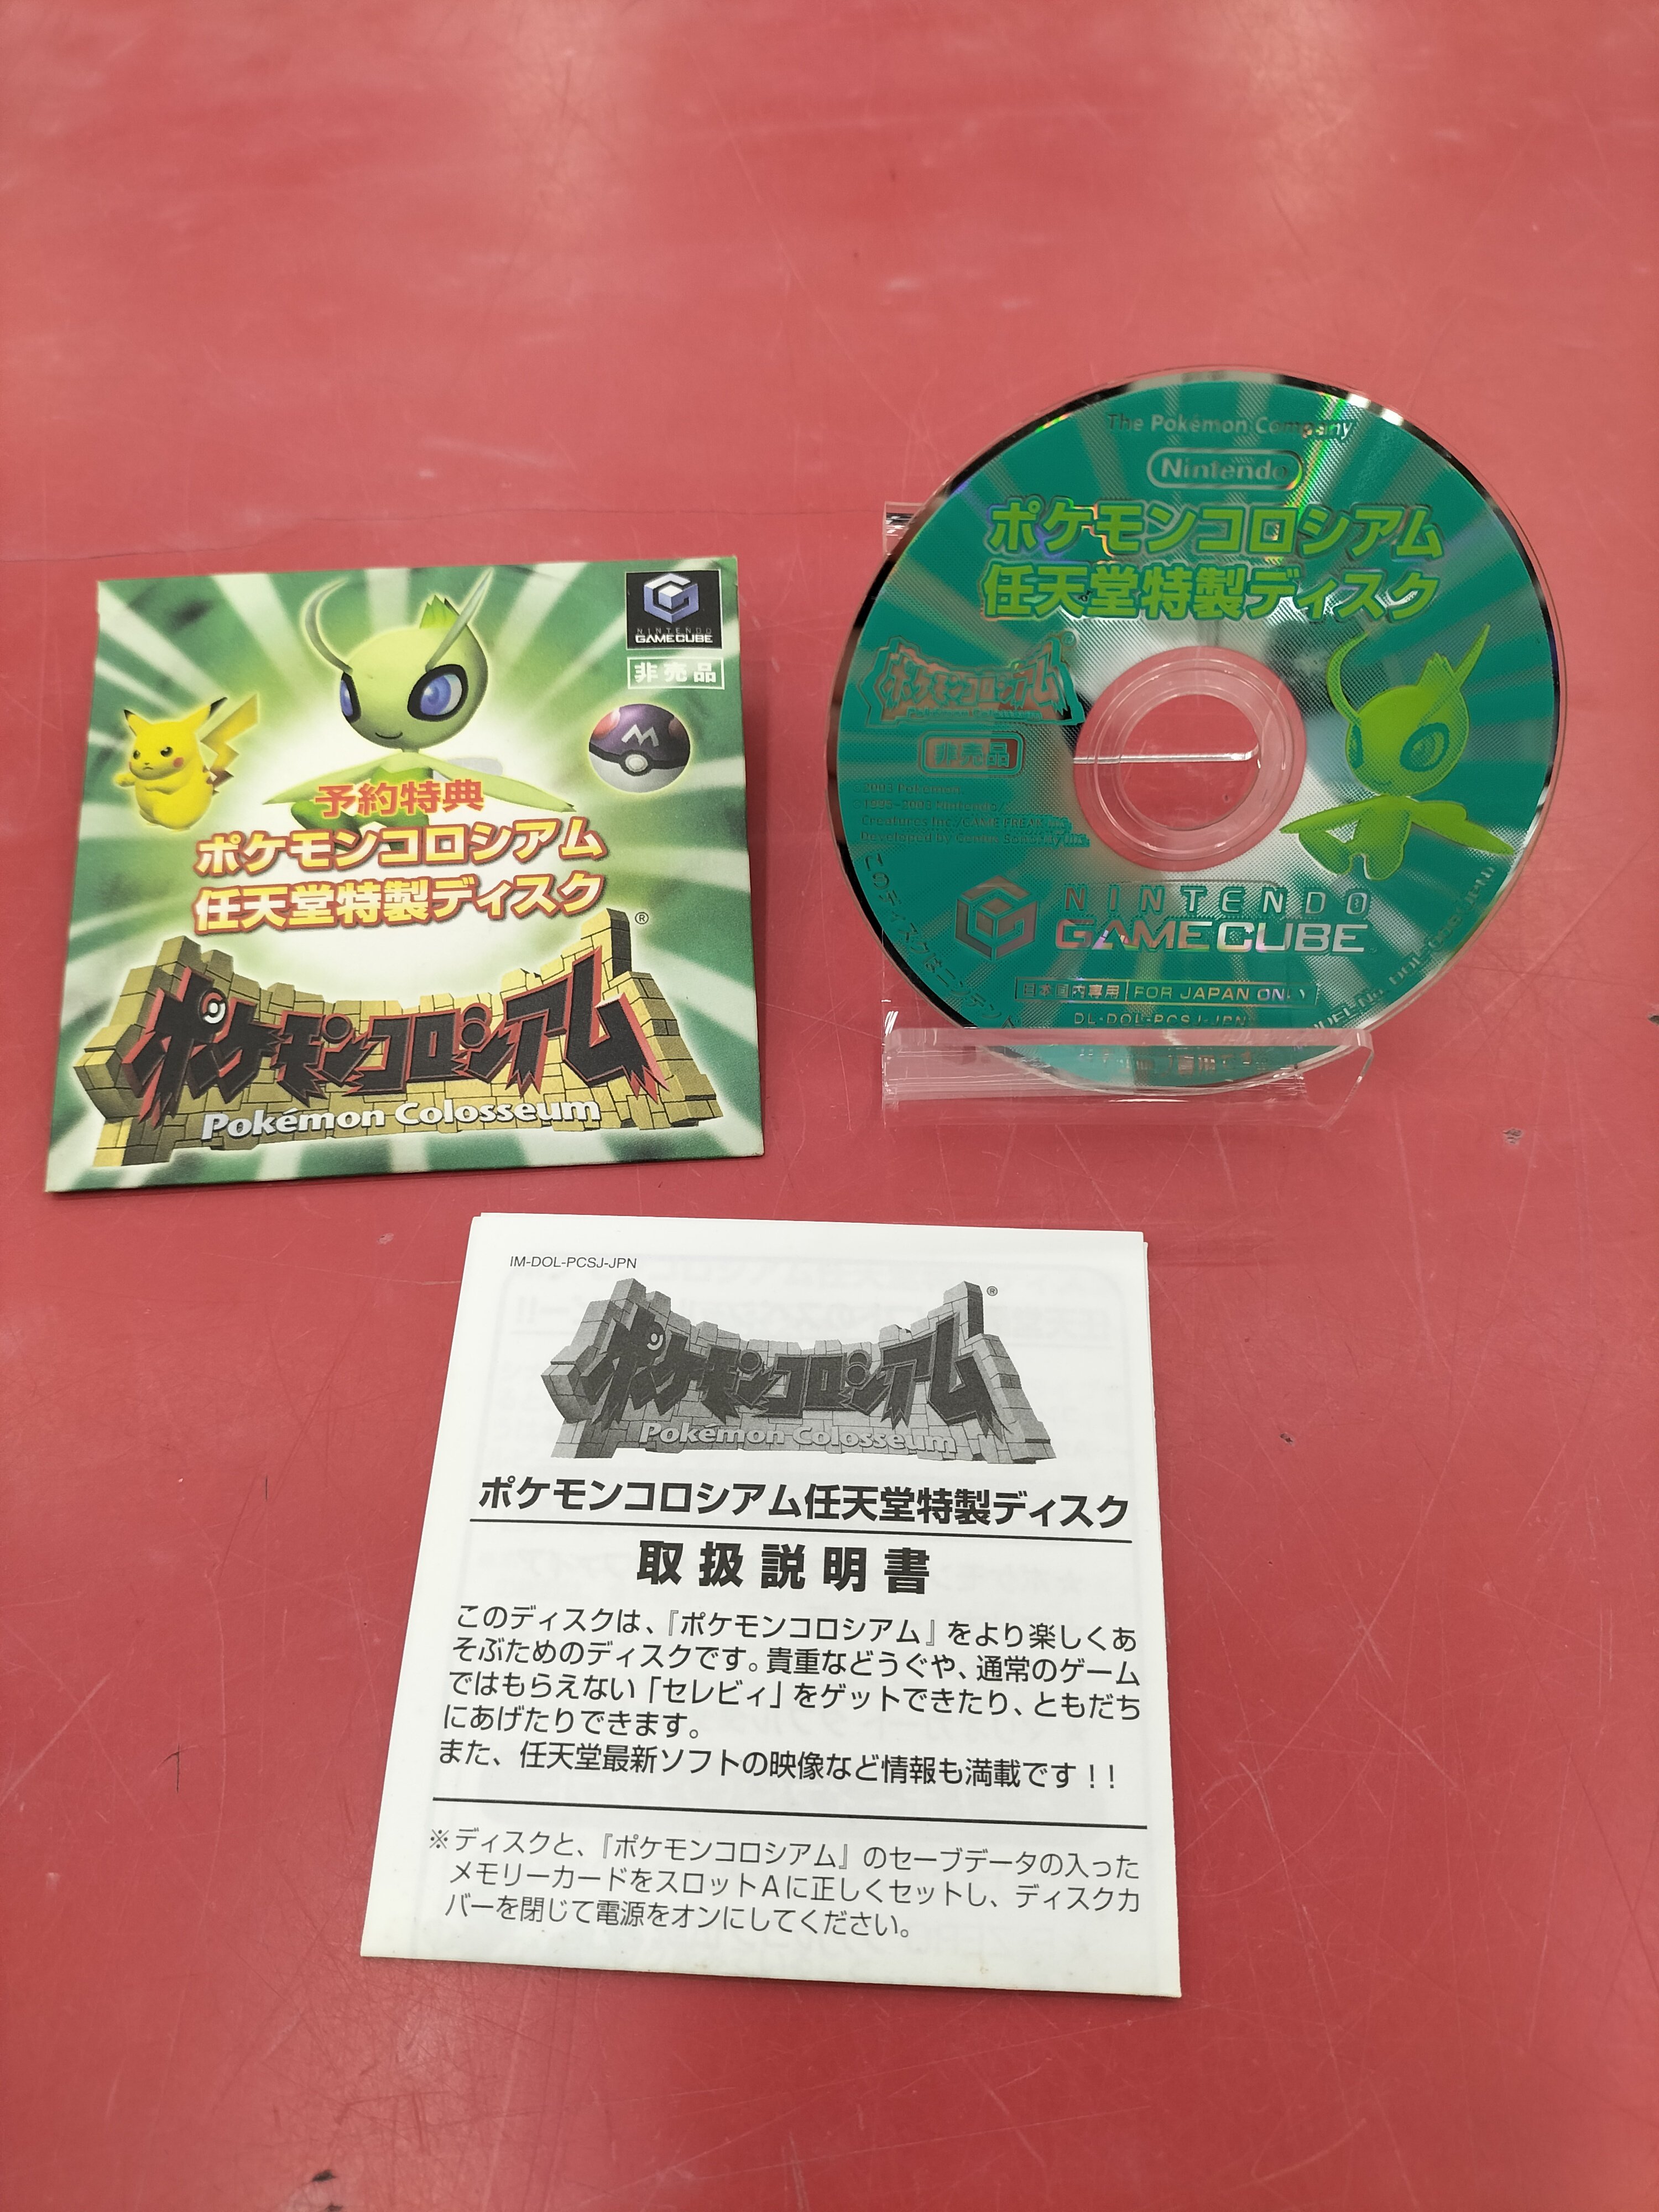 NINTENDO
GAMECUBE
非売品
M
予約特典
ポケモンコロシアム
任天堂特製ディスク
ポケモンコロシアム
®
Pokémon Colosseum
The Pokémon Company
Nintendo
ポケモンコロシアム
任天堂特製ディスク
ポケモンコロシアム
非売品
NINTENDO
GAMECUBE
日本国内専用 FOR JAPAN ONLY
DL-DOL-PCSJ-JPN
IM-DOL-PCSJ-JPN
ポケモンコロシアム
®
Pokémon Colosseum
ポケモンコロシアム任天堂特製ディスク
取扱説明書
このディスクは、『ポケモンコロシアム』をより楽しくあ
そぶためのディスクです。貴重などうぐや、通常のゲーム
ではもらえない「セレビィ」をゲットできたり、ともだち
にあげたりできます。
また、任天堂最新ソフトの映像など情報も満載です！！
※ディスクと、『ポケモンコロシアム』のセーブデータの入った
メモリーカードをスロットAに正しくセットし、ディスクカ
バーを閉じて電源をオンにしてください。